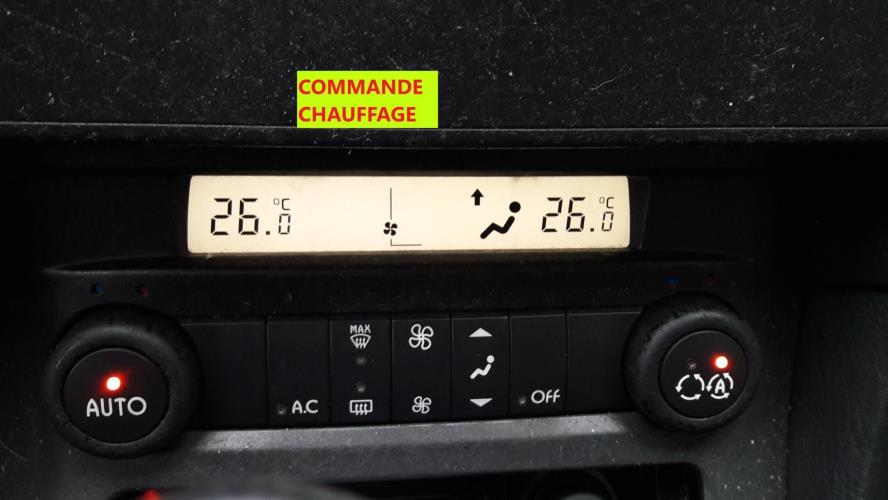 COMMANDE
CHAUFFAGE
26.0 °C 26.0 °C
MAX
AUTO A.C OFF A